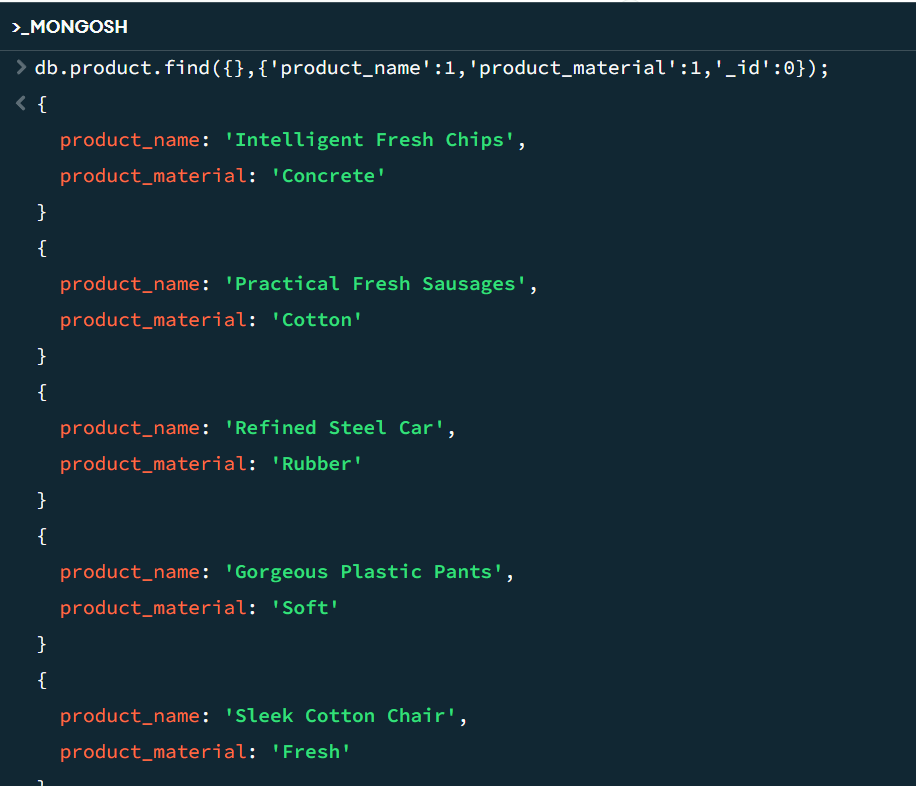 >_MONGOSH
> db.product.find({},{'product_name':1,'product_material':1,'_id':0});
< {
product_name: 'Intelligent Fresh Chips',
product_material: 'Concrete'
}
{
product_name: 'Practical Fresh Sausages',
product_material: 'Cotton'
}
{
product_name: 'Refined Steel Car',
product_material: 'Rubber'
}
{
product_name: 'Gorgeous Plastic Pants',
product_material: 'Soft'
}
{
product_name: 'Sleek Cotton Chair',
product_material: 'Fresh'
}